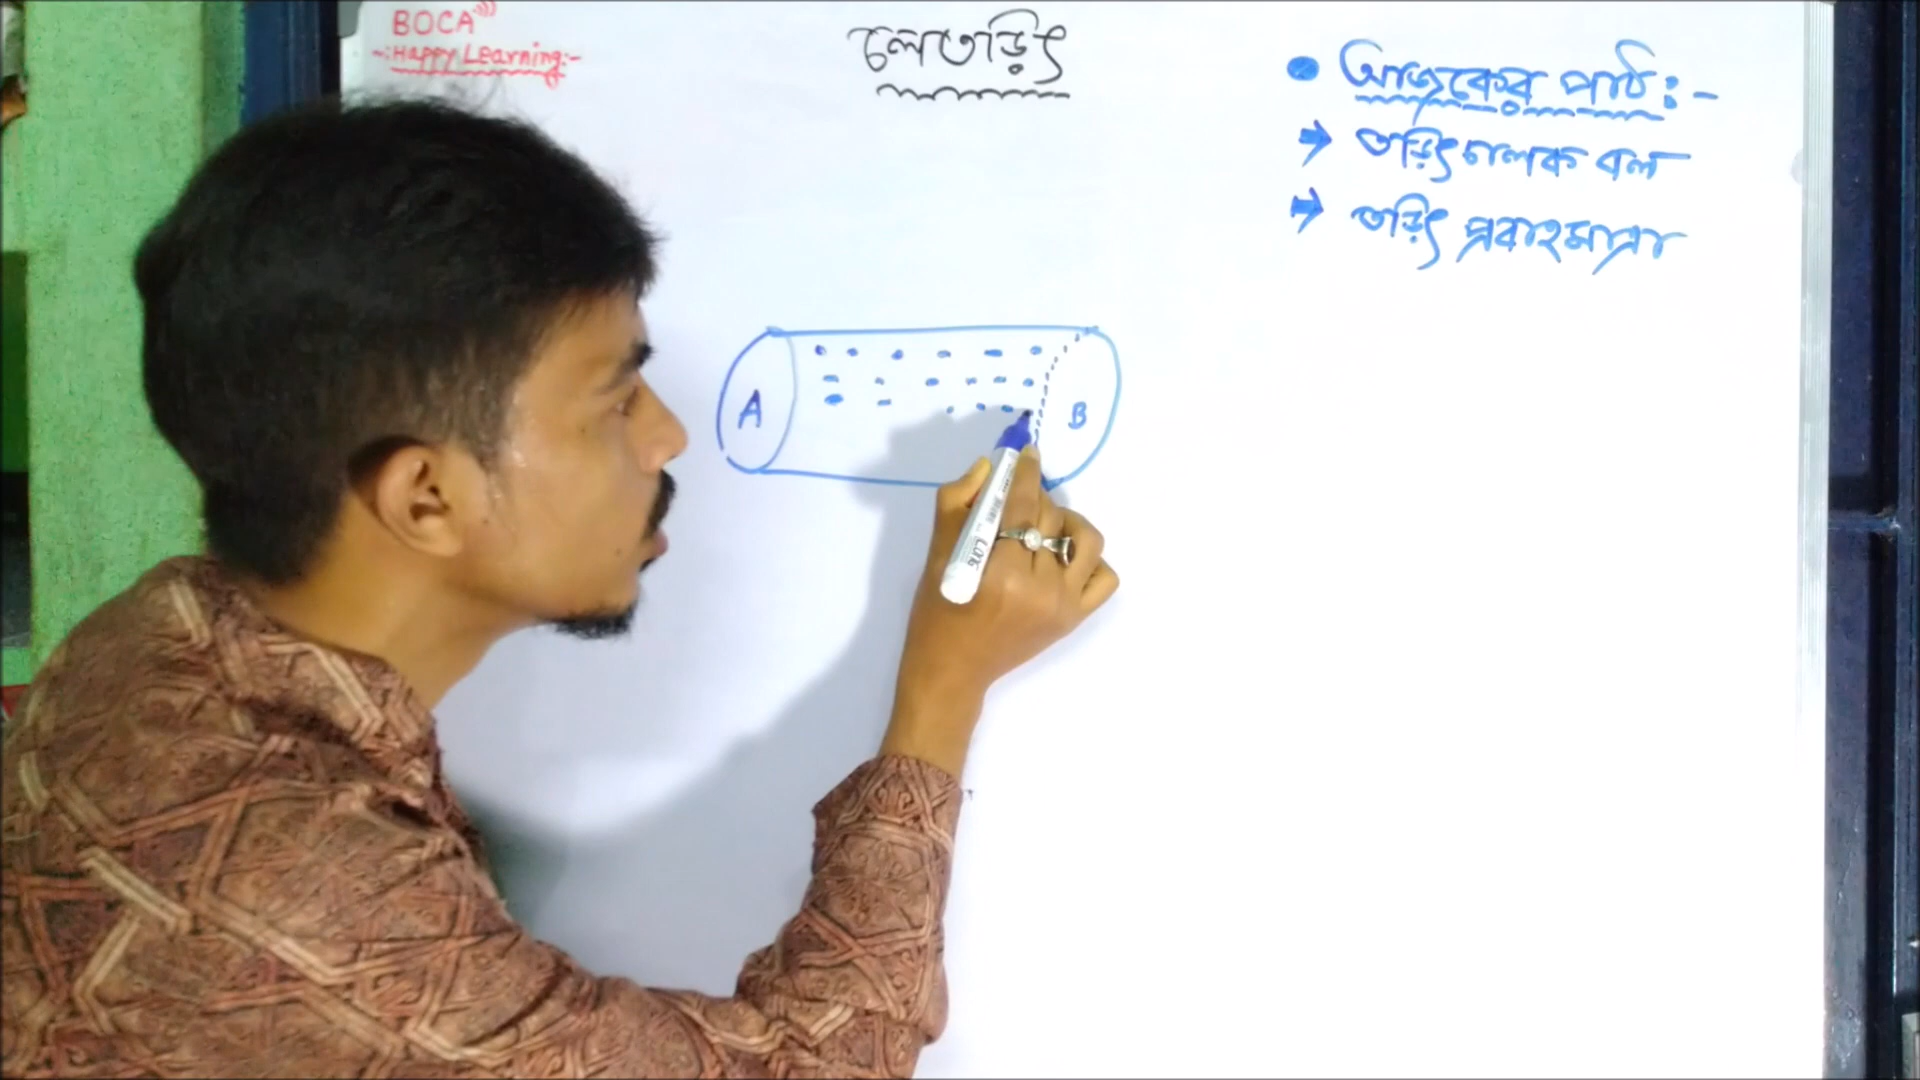 BOCA
-:Happy Learning:-
চলতড়িৎ
• আজকের পাঠ:-
→ তড়িৎচালক বল
→ তড়িৎ প্রবাহমাত্রা
A
B